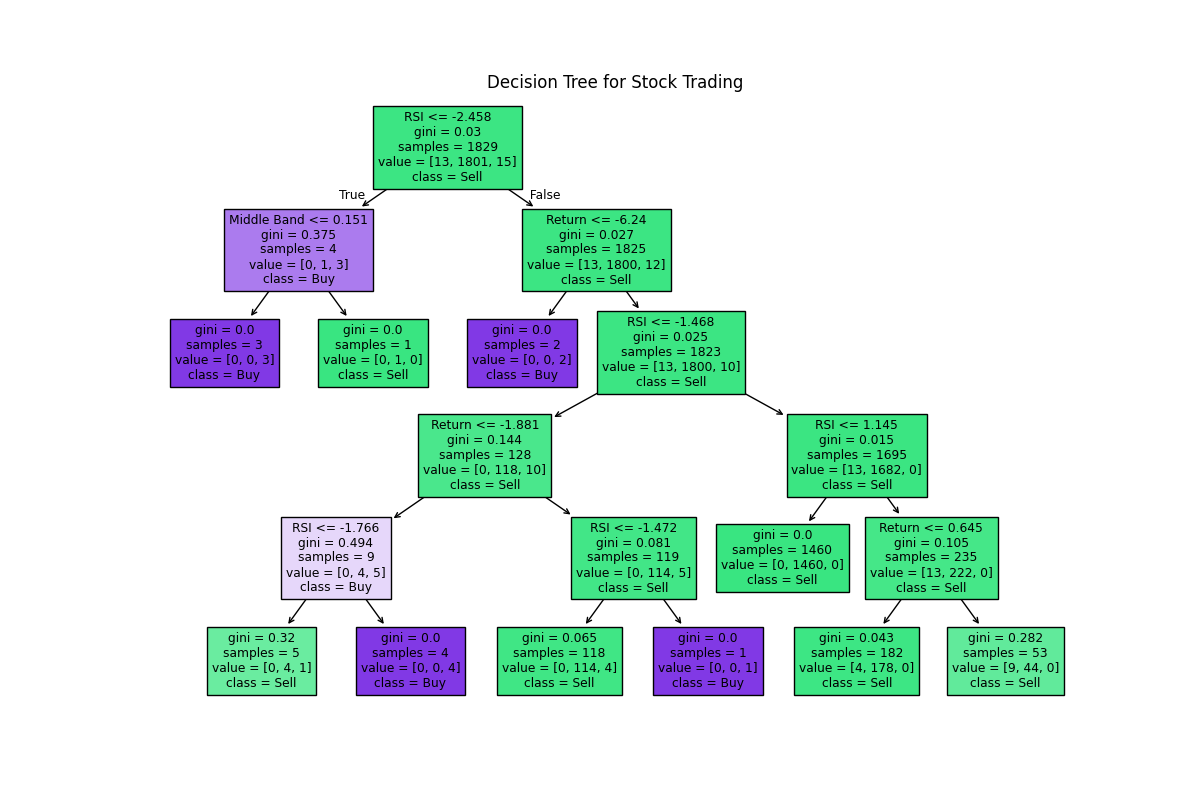 Decision Tree for Stock Trading
RSI <= -2.458
gini = 0.03
samples = 1829
value = [13, 1801, 15]
class = Sell
True
False
Middle Band <= 0.151
gini = 0.375
samples = 4
value = [0, 1, 3]
class = Buy
Return <= -6.24
gini = 0.027
samples = 1825
value = [13, 1800, 12]
class = Sell
gini = 0.0
samples = 3
value = [0, 0, 3]
class = Buy
gini = 0.0
samples = 1
value = [0, 1, 0]
class = Sell
gini = 0.0
samples = 2
value = [0, 0, 2]
class = Buy
RSI <= -1.468
gini = 0.025
samples = 1823
value = [13, 1800, 10]
class = Sell
Return <= -1.881
gini = 0.144
samples = 128
value = [0, 118, 10]
class = Sell
RSI <= 1.145
gini = 0.015
samples = 1695
value = [13, 1682, 0]
class = Sell
RSI <= -1.766
gini = 0.494
samples = 9
value = [0, 4, 5]
class = Buy
RSI <= -1.472
gini = 0.081
samples = 119
value = [0, 114, 5]
class = Sell
gini = 0.0
samples = 1460
value = [0, 1460, 0]
class = Sell
Return <= 0.645
gini = 0.105
samples = 235
value = [13, 222, 0]
class = Sell
gini = 0.32
samples = 5
value = [0, 4, 1]
class = Sell
gini = 0.0
samples = 4
value = [0, 0, 4]
class = Buy
gini = 0.065
samples = 118
value = [0, 114, 4]
class = Sell
gini = 0.0
samples = 1
value = [0, 0, 1]
class = Buy
gini = 0.043
samples = 182
value = [4, 178, 0]
class = Sell
gini = 0.282
samples = 53
value = [9, 44, 0]
class = Sell